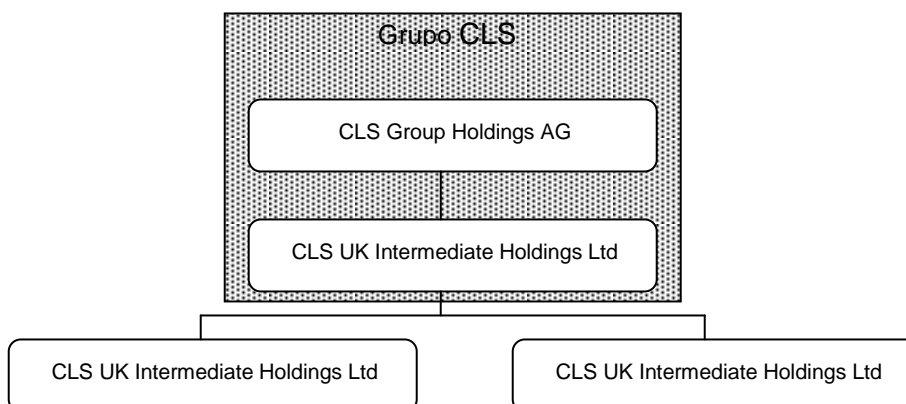 Grupo CLS
CLS Group Holdings AG
CLS UK Intermediate Holdings Ltd
CLS UK Intermediate Holdings Ltd
CLS UK Intermediate Holdings Ltd